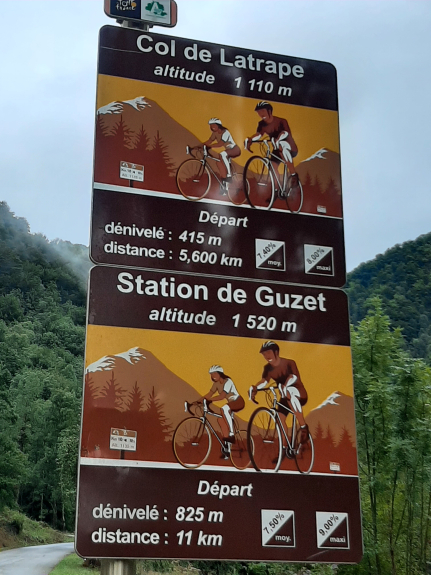 Col de Latrape
altitude 1 110 m
Départ
dénivelé : 415 m
distance : 5,600 km
7,40%
moy.
8,00%
maxi
Station de Guzet
altitude 1 520 m
Départ
dénivelé : 825 m
distance : 11 km
7,50%
moy.
9,00%
maxi